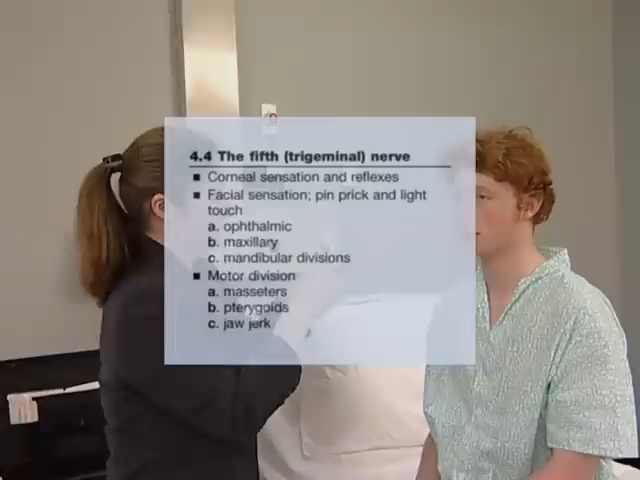 4.4 The fifth (trigeminal) nerve
▪ Corneal sensation and reflexes
▪ Facial sensation; pin prick and light
touch
a. ophthalmic
b. maxillary
c. mandibular divisions
▪ Motor division
a. masseters
b. pterygoids
c. jaw jerk